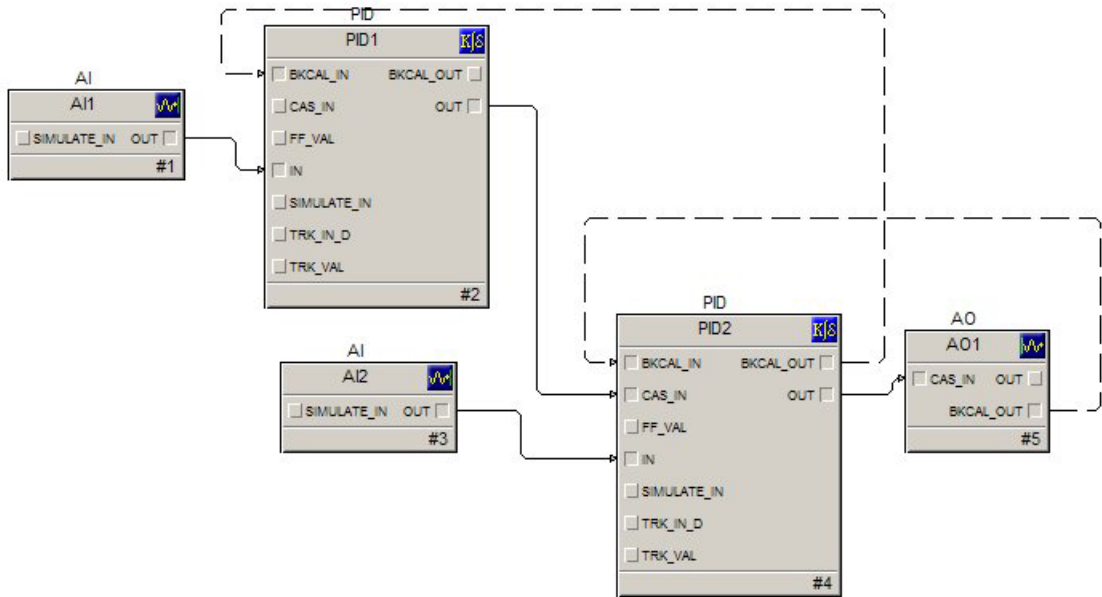 PID
PID1
BKCAL_IN BKCAL_OUT
CAS_IN OUT
FF_VAL
IN
SIMULATE_IN
TRK_IN_D
TRK_VAL
#2
AI
AI1
SIMULATE_IN OUT
#1
AI
AI2
SIMULATE_IN OUT
#3
PID
PID2
BKCAL_IN BKCAL_OUT
CAS_IN OUT
FF_VAL
IN
SIMULATE_IN
TRK_IN_D
TRK_VAL
#4
AO
AO1
CAS_IN OUT
BKCAL_OUT
#5